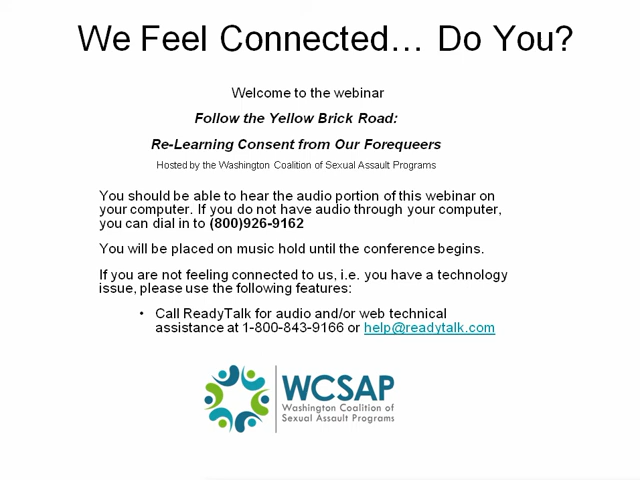 We Feel Connected… Do You?
Welcome to the webinar
Follow the Yellow Brick Road:
Re-Learning Consent from Our Forequeers
Hosted by the Washington Coalition of Sexual Assault Programs
You should be able to hear the audio portion of this webinar on
your computer. If you do not have audio through your computer,
you can dial in to (800)926-9162
You will be placed on music hold until the conference begins.
If you are not feeling connected to us, i.e. you have a technology
issue, please use the following features:
• Call ReadyTalk for audio and/or web technical
assistance at 1-800-843-9166 or help@readytalk.com
WCSAP
Washington Coalition of
Sexual Assault Programs